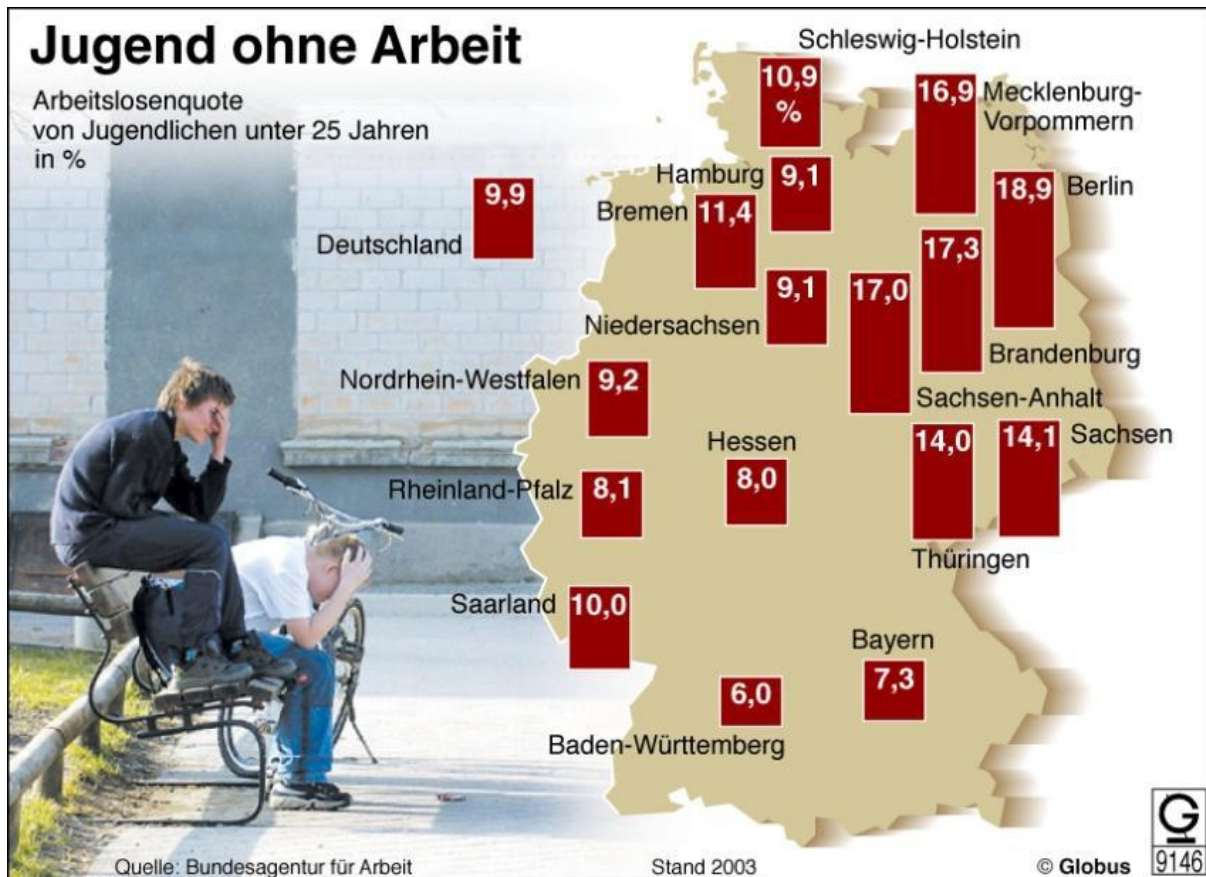 Jugend ohne Arbeit
Arbeitslosenquote
von Jugendlichen unter 25 Jahren
in %
9,9
Deutschland
Schleswig-Holstein
10,9
%
16,9
Mecklenburg-
Vorpommern
Hamburg
9,1
Bremen
11,4
18,9
Berlin
17,3
Brandenburg
Niedersachsen
9,1
17,0
Sachsen-Anhalt
Nordrhein-Westfalen
9,2
Hessen
8,0
14,0
Thüringen
14,1
Sachsen
Rheinland-Pfalz
8,1
Saarland
10,0
Bayern
7,3
6,0
Baden-Württemberg
Quelle: Bundesagentur für Arbeit
Stand 2003
© Globus
G
9146